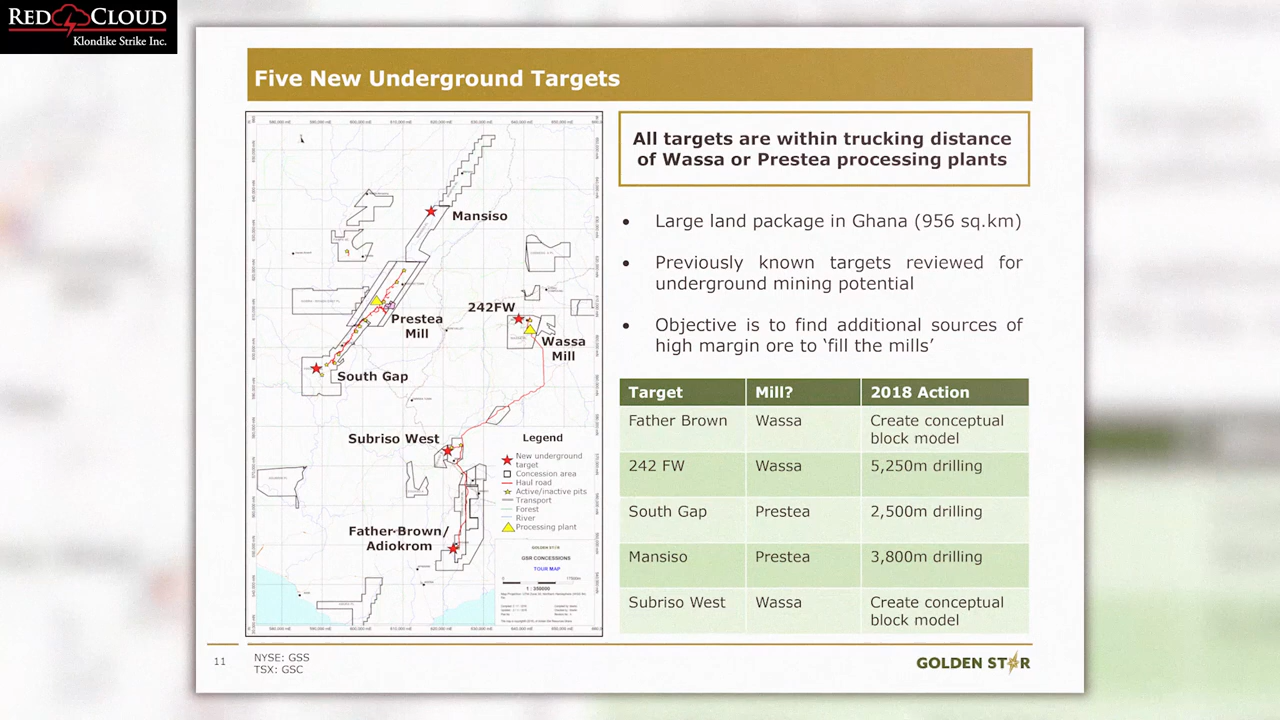 RED CLOUD
Klondike Strike Inc.
Five New Underground Targets
Mansiso
242FW
Prestea
Mill
Wassa
Mill
South Gap
Subriso West
Father Brown/
Adiokrom
Legend
New underground
target
Concession area
Haul road
Active/inactive pits
Transport
Forest
River
Processing plant
GOLDEN STAR
GSR CONCESSIONS
TOUR MAP
All targets are within trucking distance
of Wassa or Prestea processing plants
• Large land package in Ghana (956 sq.km)
• Previously known targets reviewed for
underground mining potential
• Objective is to find additional sources of
high margin ore to ‘fill the mills’
Target Mill? 2018 Action
Father Brown Wassa Create conceptual
block model
242 FW Wassa 5,250m drilling
South Gap Prestea 2,500m drilling
Mansiso Prestea 3,800m drilling
Subriso West Wassa Create conceptual
block model
11
NYSE: GSS
TSX: GSC
GOLDEN STAR